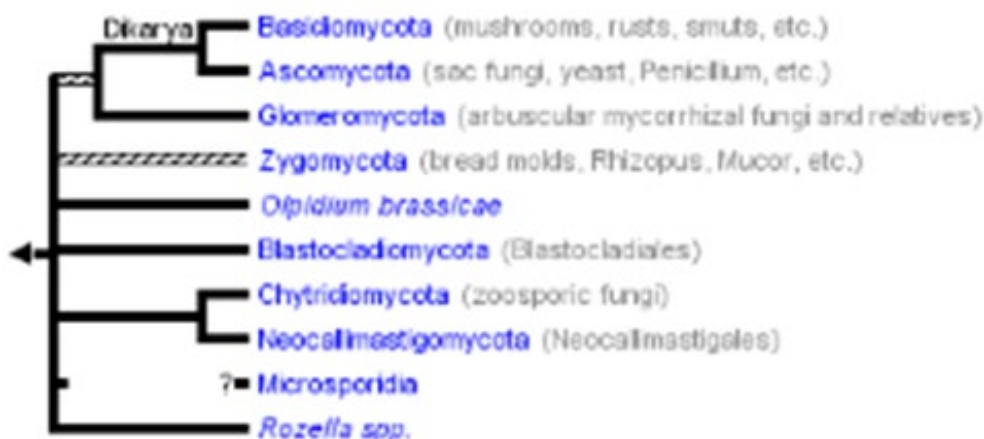 Dikarya
Basidiomycota (mushrooms, rusts, smuts, etc.)
Ascomycota (sac fungi, yeast, Penicillium, etc.)
Glomeromycota (arbuscular mycorrhizal fungi and relatives)
Zygomycota (bread molds, Rhizopus, Mucor, etc.)
Olpidium brassicae
Blastocladiomycota (Blastocladiales)
Chytridiomycota (zoosporic fungi)
Neocallimastigomycota (Neocallimastigales)
? Microsporidia
Rozella spp.